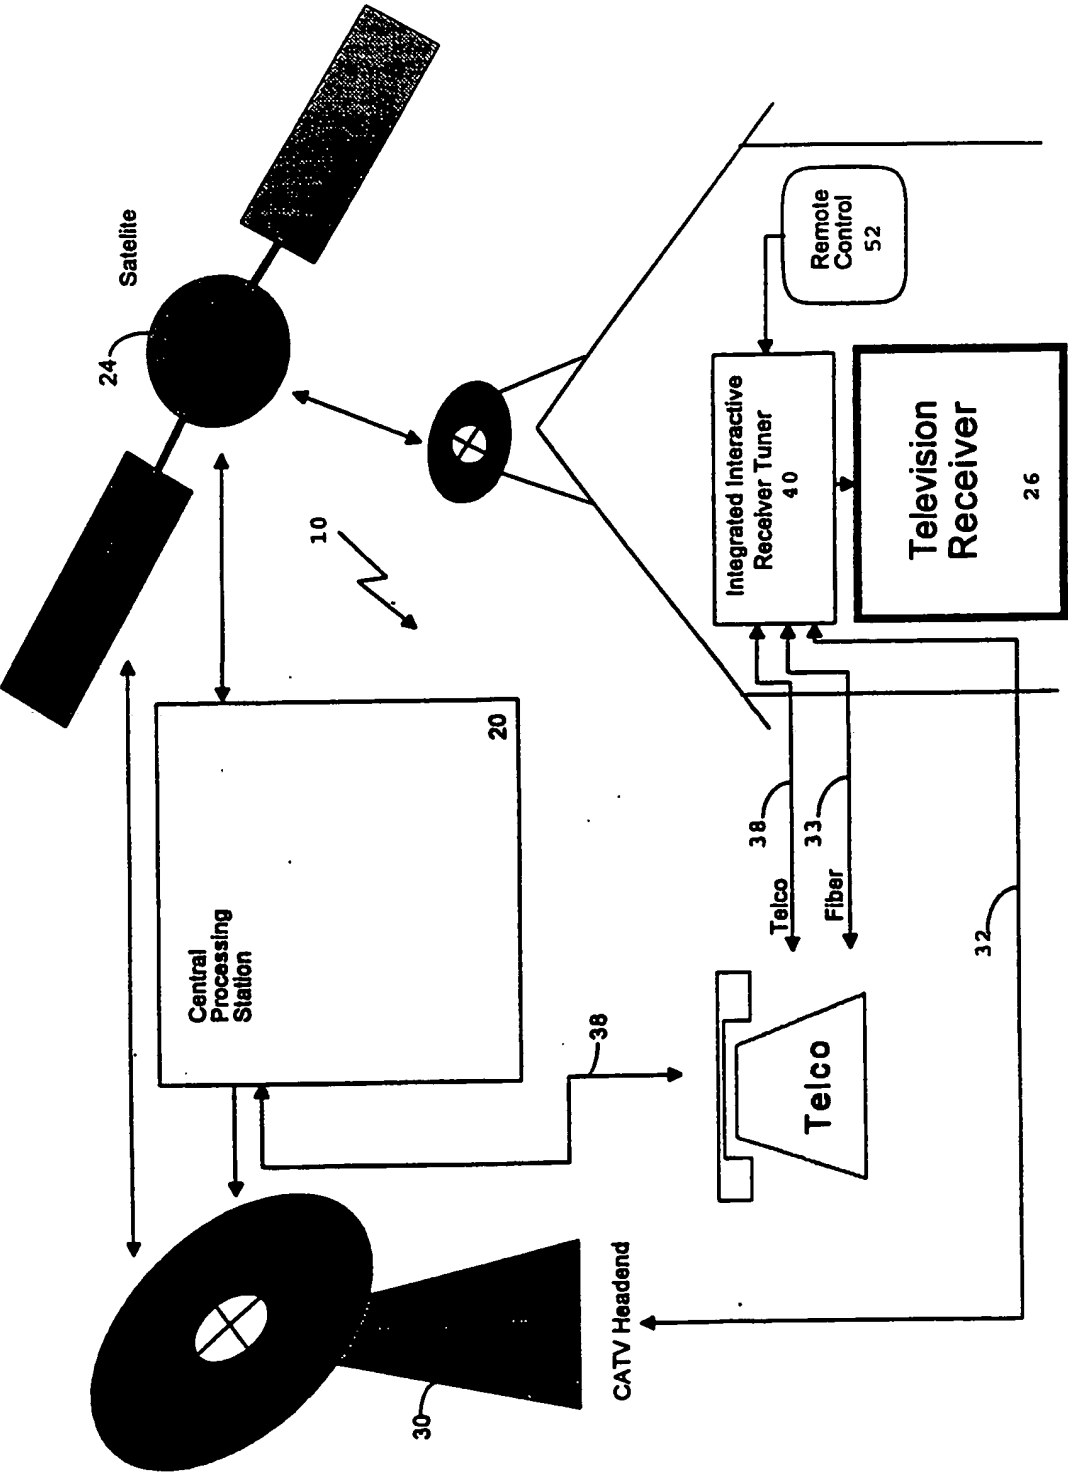 Satelite
24
10
Central
Processing
Station
20
30
CATV Headend
38
Telco
Telco
38
Fiber
33
32
Integrated Interactive
Receiver Tuner
40
Remote
Control
52
Television
Receiver
26